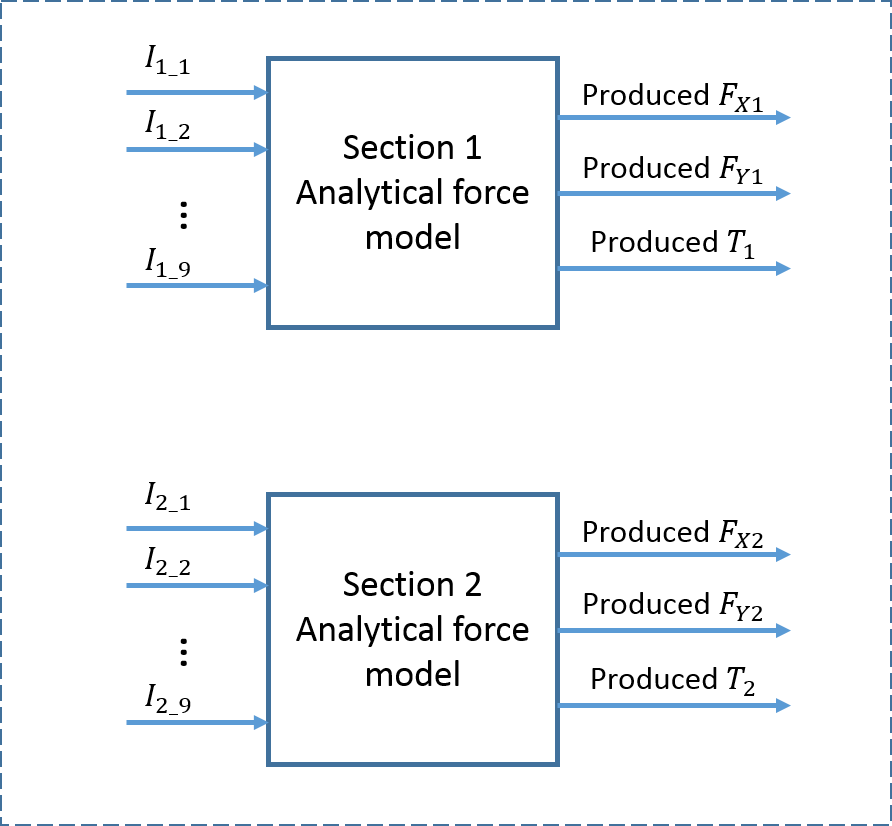 I1_1
I1_2
⋮
I1_9
Section 1
Analytical force
model
Produced FX1
Produced FY1
Produced T1
I2_1
I2_2
⋮
I2_9
Section 2
Analytical force
model
Produced FX2
Produced FY2
Produced T2